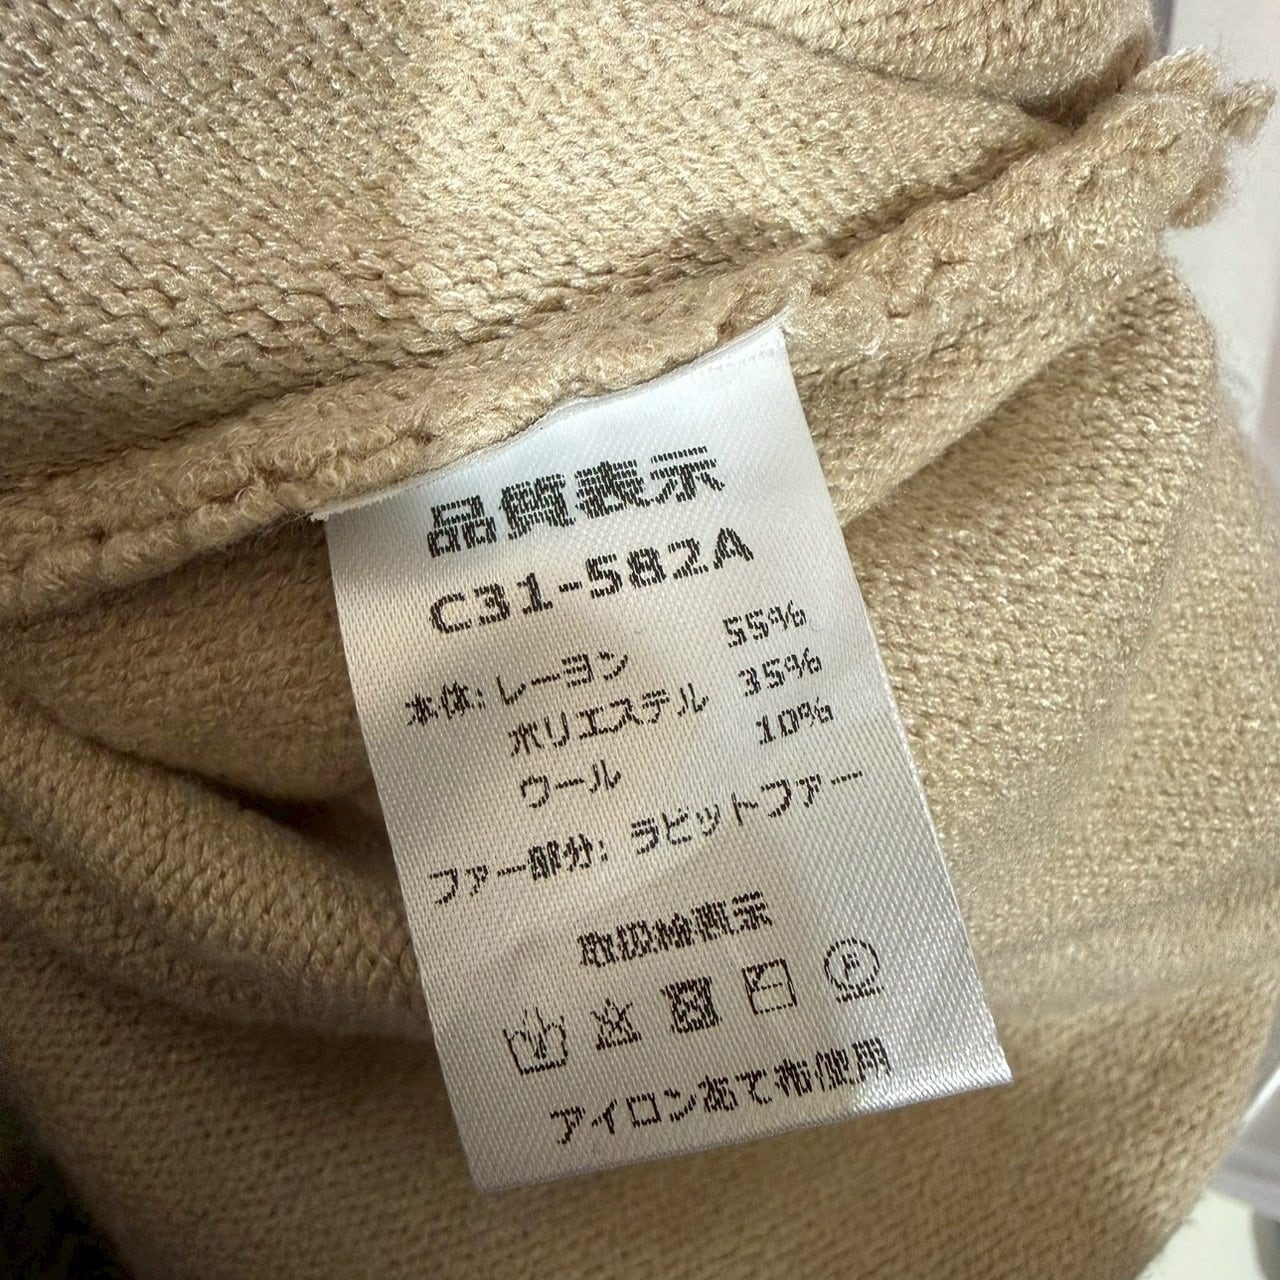 品質表示
C31-582A
本体: レーヨン 55%
ポリエステル 35%
ウール 10%
ファー部分: ラビットファー
取扱絵表示
P
アイロンあて布使用